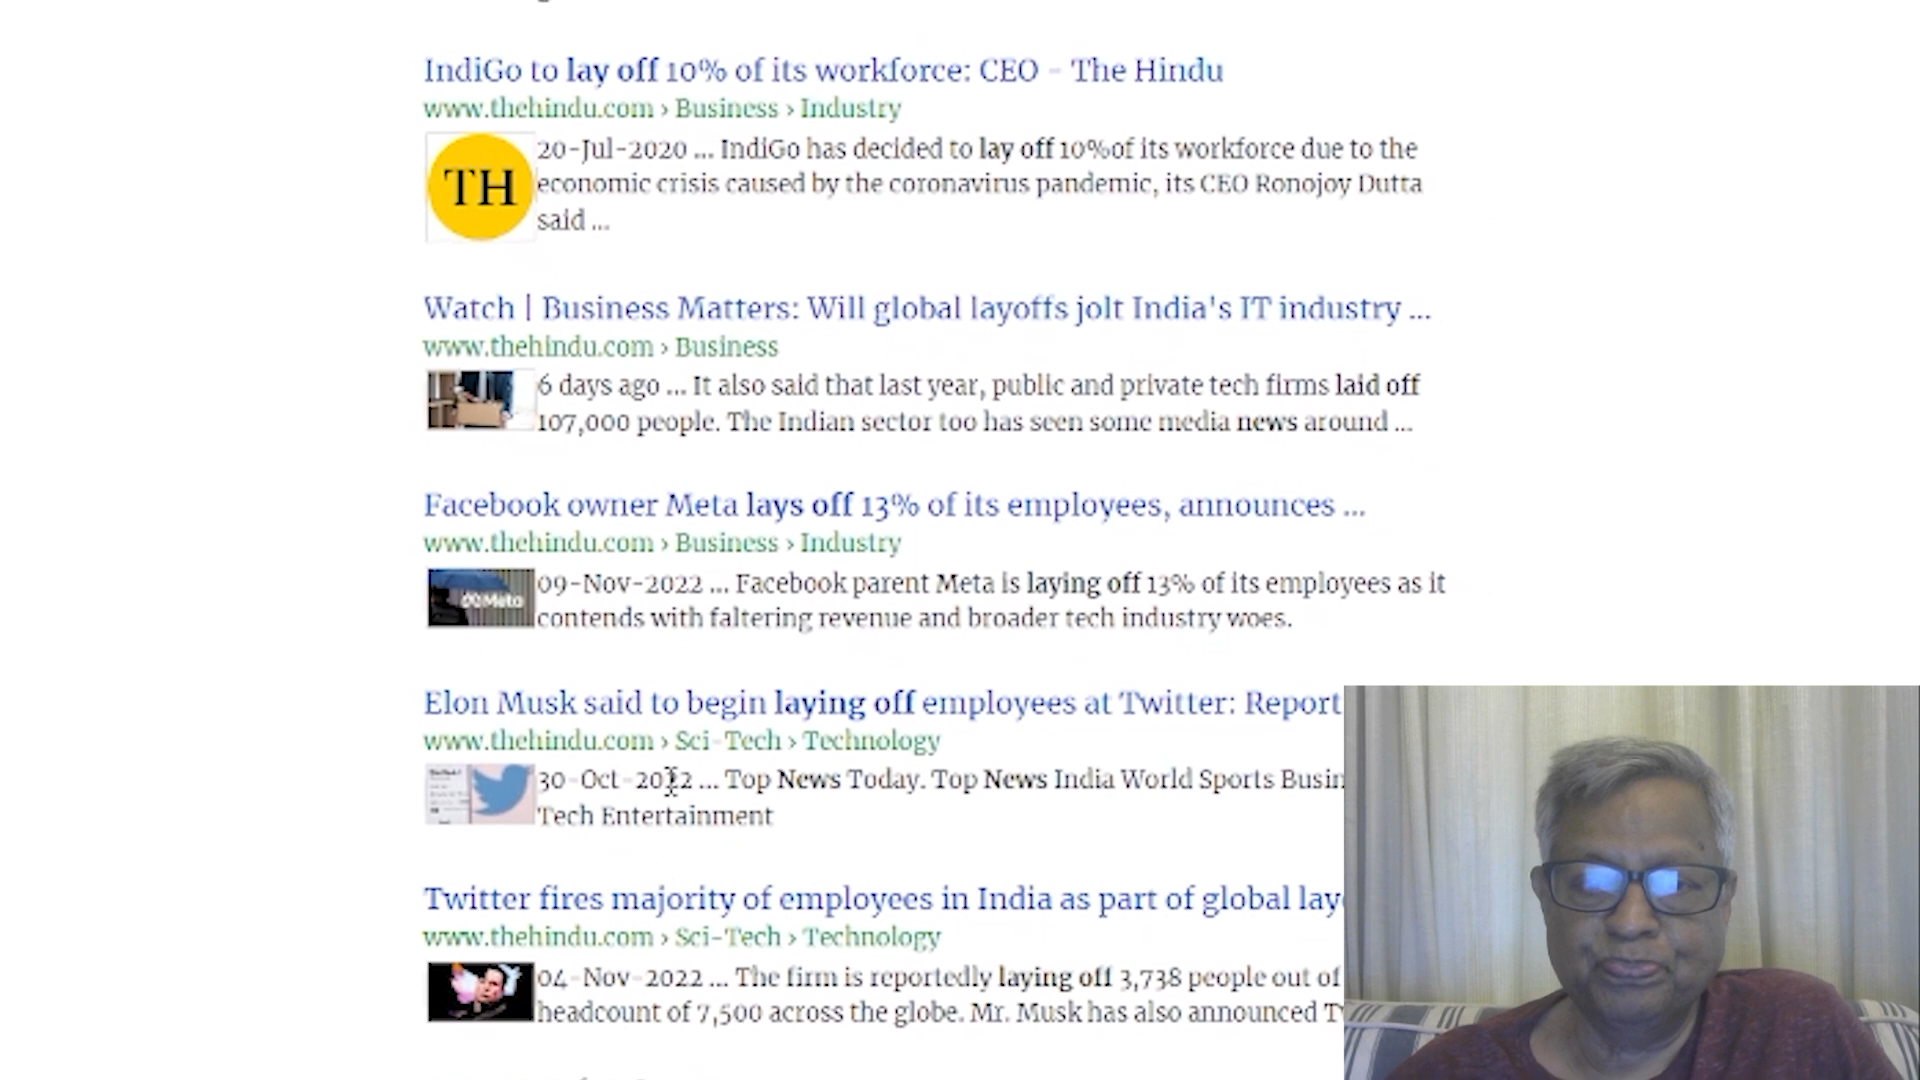 IndiGo to lay off 10% of its workforce: CEO - The Hindu
www.thehindu.com › Business › Industry
TH
20-Jul-2020 ... IndiGo has decided to lay off 10%of its workforce due to the
economic crisis caused by the coronavirus pandemic, its CEO Ronojoy Dutta
said ...
Watch | Business Matters: Will global layoffs jolt India's IT industry ...
www.thehindu.com › Business
6 days ago ... It also said that last year, public and private tech firms laid off
107,000 people. The Indian sector too has seen some media news around ...
Facebook owner Meta lays off 13% of its employees, announces ...
www.thehindu.com › Business › Industry
Meta
09-Nov-2022 ... Facebook parent Meta is laying off 13% of its employees as it
contends with faltering revenue and broader tech industry woes.
Elon Musk said to begin laying off employees at Twitter: Report
www.thehindu.com › Sci-Tech › Technology
30-Oct-2022 ... Top News Today. Top News India World Sports Busin
Tech Entertainment
Twitter fires majority of employees in India as part of global lay
www.thehindu.com › Sci-Tech › Technology
04-Nov-2022 ... The firm is reportedly laying off 3,738 people out of
headcount of 7,500 across the globe. Mr. Musk has also announced T